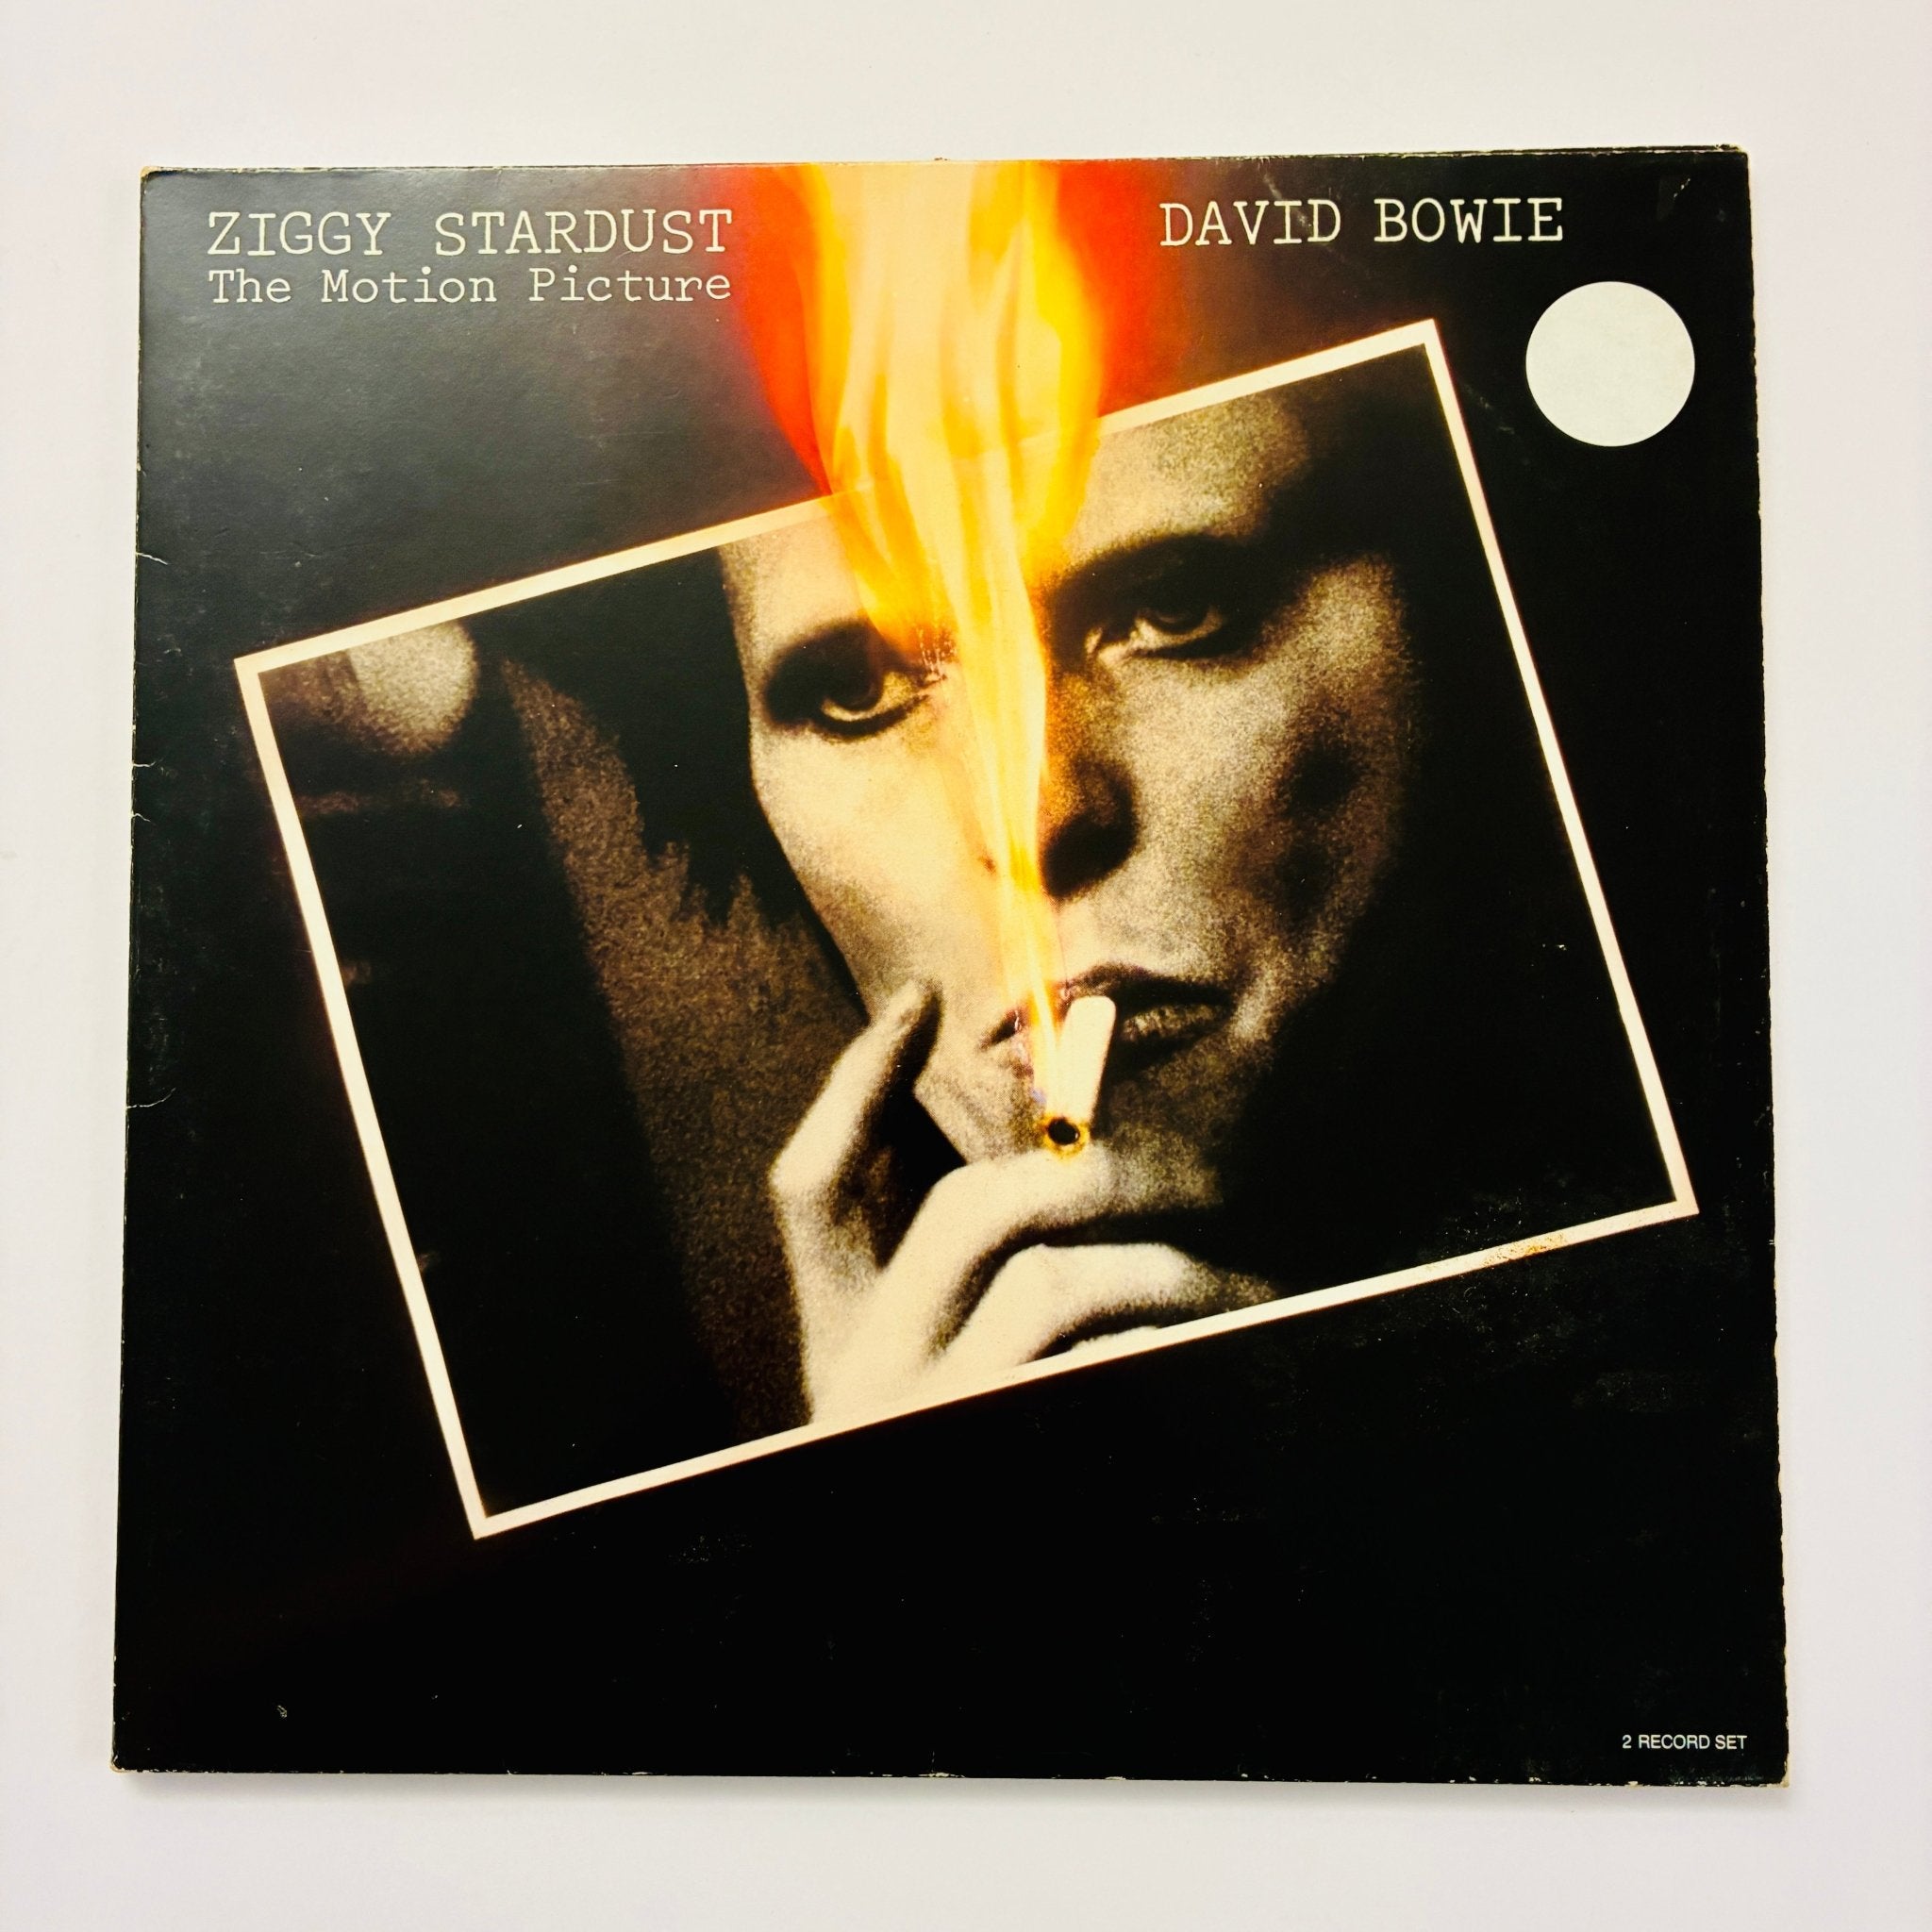 ZIGGY STARDUST
The Motion Picture
DAVID BOWIE
2 RECORD SET